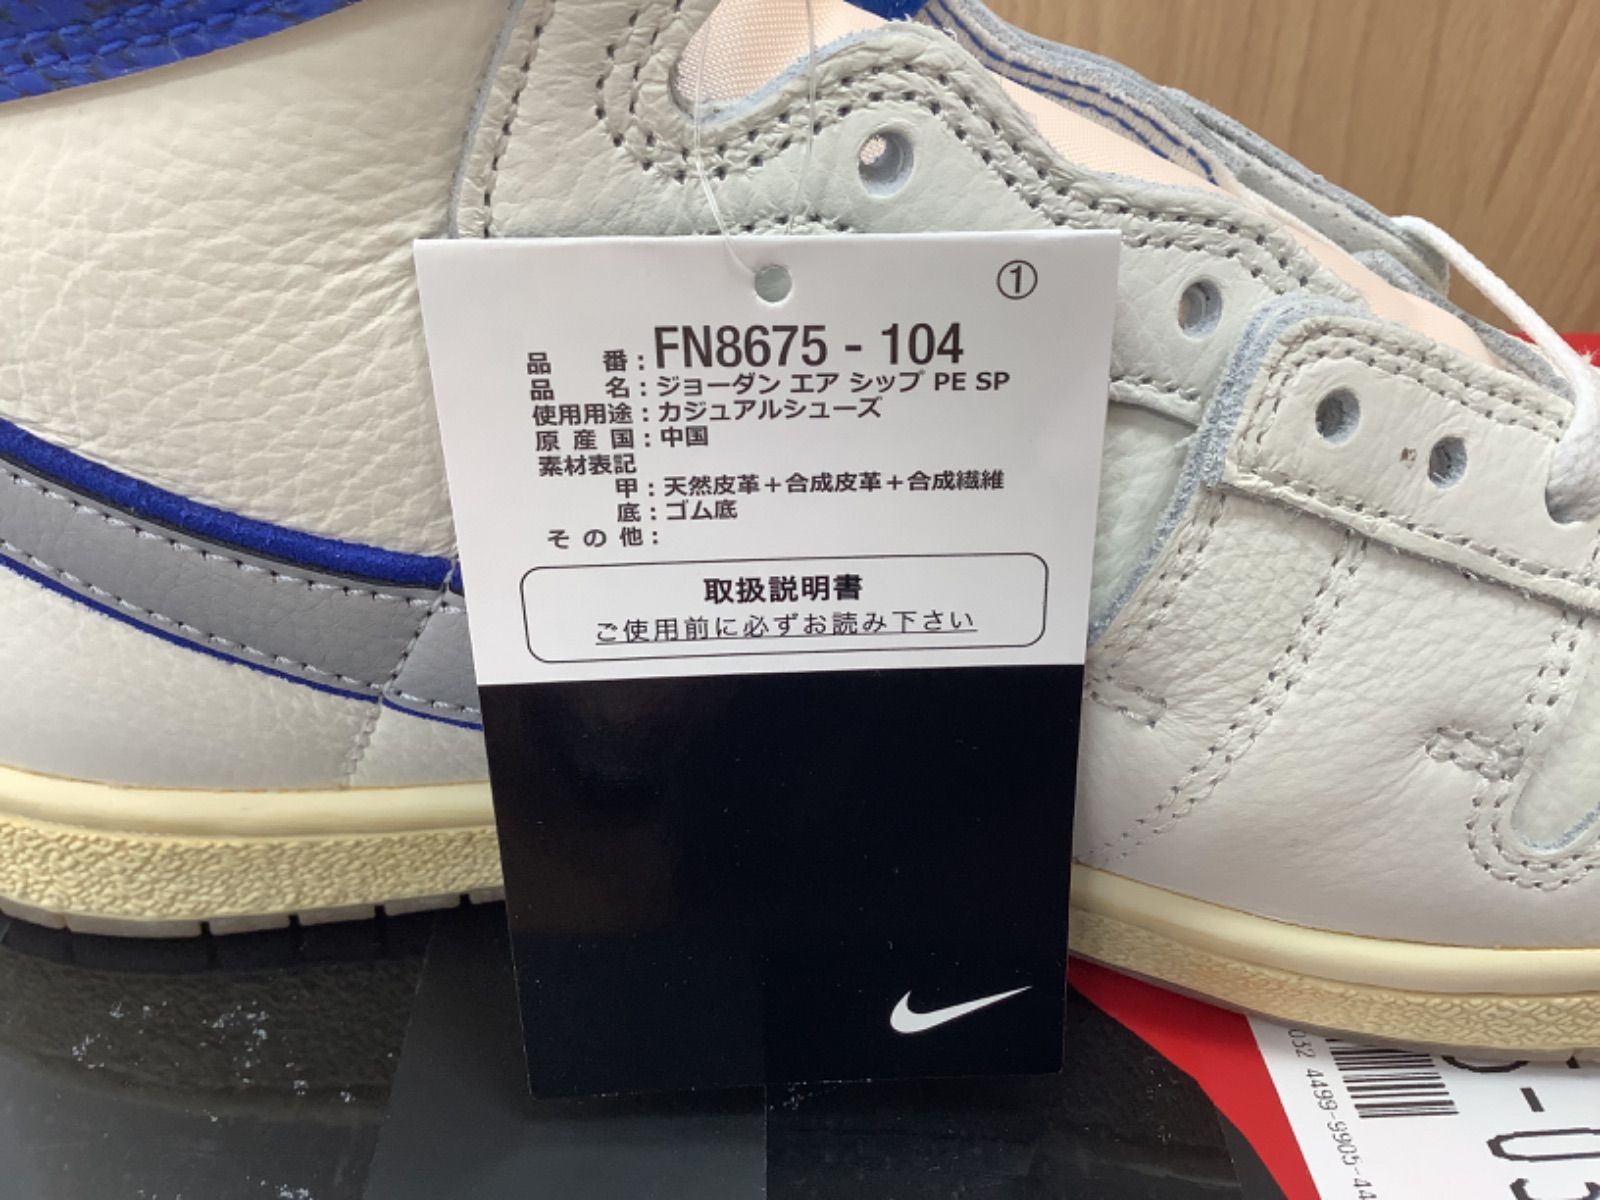 ①
品 番：FN8675 - 104
品 名：ジョーダン エア シップ PE SP
使用用途：カジュアルシューズ
原 産 国：中国
素材表記
甲：天然皮革＋合成皮革＋合成繊維
底：ゴム底
そ の 他：
取扱説明書
ご使用前に必ずお読み下さい
032 4499-9905-44